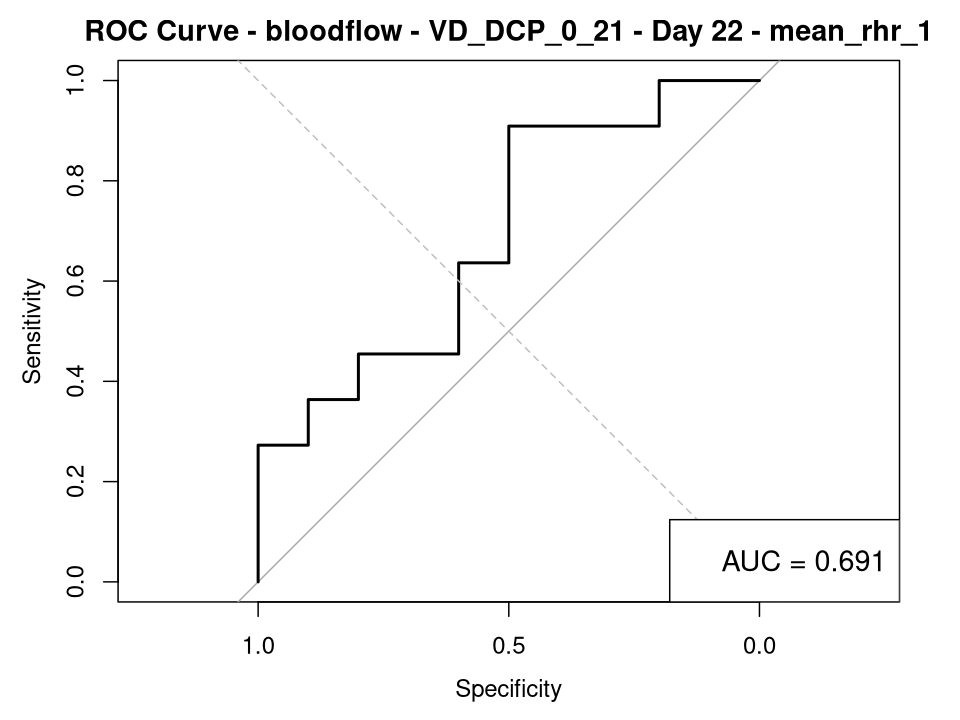 ROC Curve - bloodflow - VD_DCP_0_21 - Day 22 - mean_rhr_1
1.0
0.8
0.6
0.4
0.2
0.0
Sensitivity
AUC = 0.691
1.0 0.5 0.0
Specificity